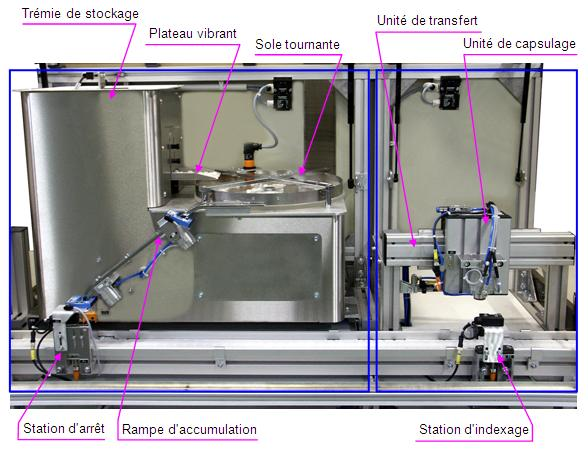 Trémie de stockage
Plateau vibrant
Sole tournante
Unité de transfert
Unité de capsulage
Station d'arrêt
Rampe d'accumulation
Station d'indexage